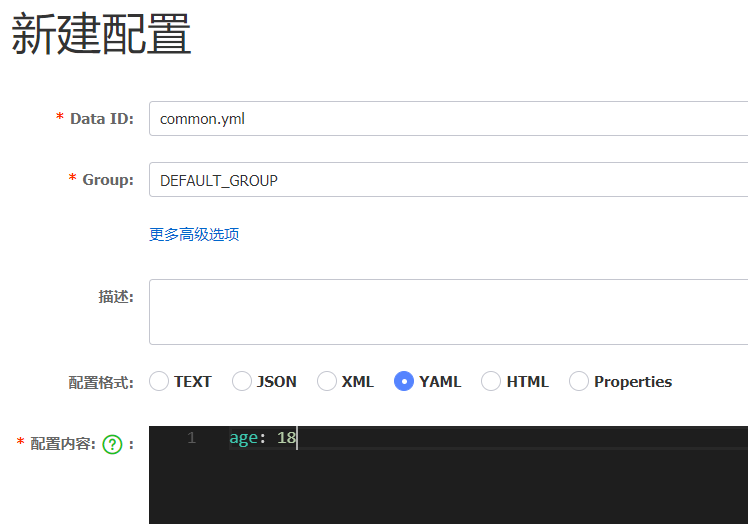 新建配置
* Data ID: common.yml
* Group: DEFAULT_GROUP
更多高级选项
描述:
配置格式: TEXT JSON XML YAML HTML Properties
* 配置内容: ? : 1 age: 18